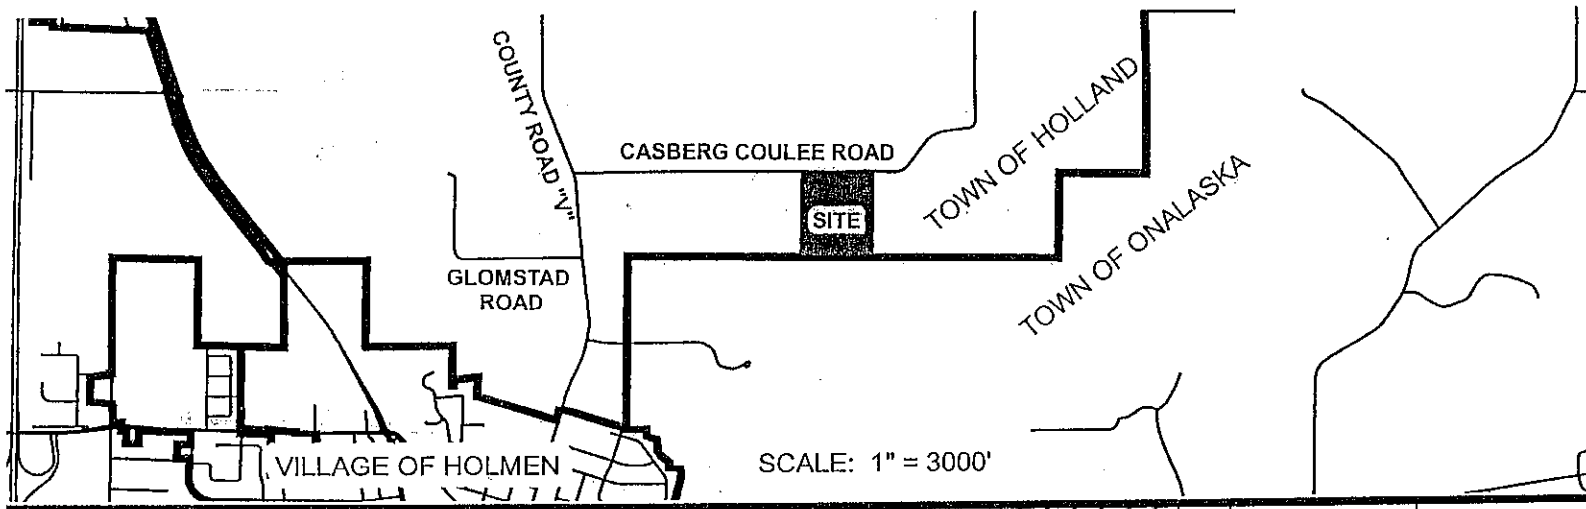 COUNTY ROAD "V"
CASBERG COULEE ROAD
TOWN OF HOLLAND
TOWN OF ONALASKA
SITE
GLOMSTAD
ROAD
VILLAGE OF HOLMEN
SCALE: 1" = 3000'